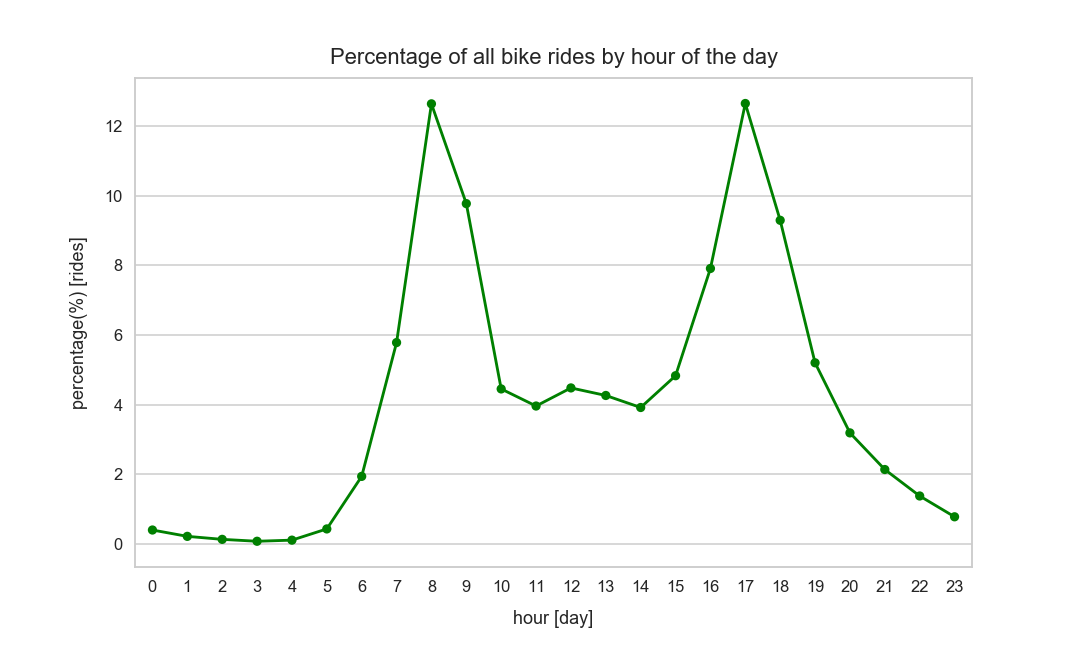 Percentage of all bike rides by hour of the day
percentage(%) [rides]
12
10
8
6
4
2
0
0 1 2 3 4 5 6 7 8 9 10 11 12 13 14 15 16 17 18 19 20 21 22 23
hour [day]